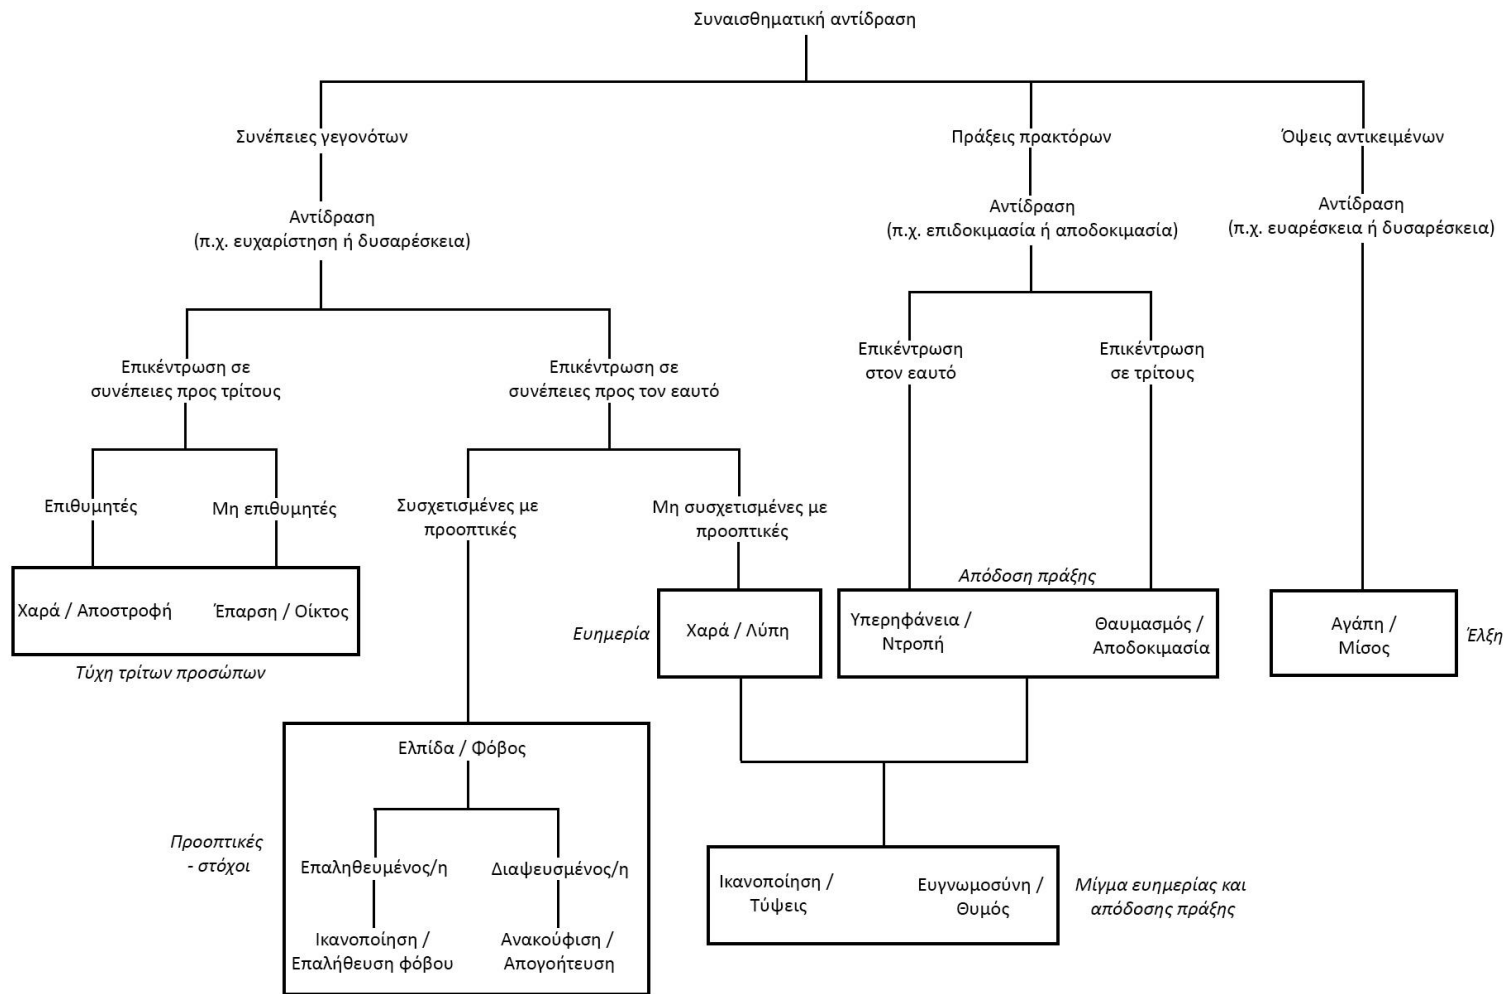 Συναισθηματική αντίδραση
Συνέπειες γεγονότων
Πράξεις πρακτόρων
Όψεις αντικειμένων
Αντίδραση
(π.χ. ευχαρίστηση ή δυσαρέσκεια)
Αντίδραση
(π.χ. επιδοκιμασία ή αποδοκιμασία)
Αντίδραση
(π.χ. ευαρέσκεια ή δυσαρέσκεια)
Επικέντρωση σε
συνέπειες προς τρίτους
Επικέντρωση σε
συνέπειες προς τον εαυτό
Επικέντρωση
στον εαυτό
Επικέντρωση
σε τρίτους
Επιθυμητές
Μη επιθυμητές
Συσχετισμένες με
προοπτικές
Μη συσχετισμένες με
προοπτικές
Χαρά / Αποστροφή
Έπαρση / Οίκτος
Τύχη τρίτων προσώπων
Ευημερία
Χαρά / Λύπη
Απόδοση πράξης
Υπερηφάνεια /
Ντροπή
Θαυμασμός /
Αποδοκιμασία
Αγάπη /
Μίσος
Έλξη
Ελπίδα / Φόβος
Προοπτικές
- στόχοι
Επαληθευμένος/η
Διαψευσμένος/η
Ικανοποίηση /
Επαλήθευση φόβου
Ανακούφιση /
Απογοήτευση
Ικανοποίηση /
Τύψεις
Ευγνωμοσύνη /
Θυμός
Μίγμα ευημερίας και
απόδοσης πράξης